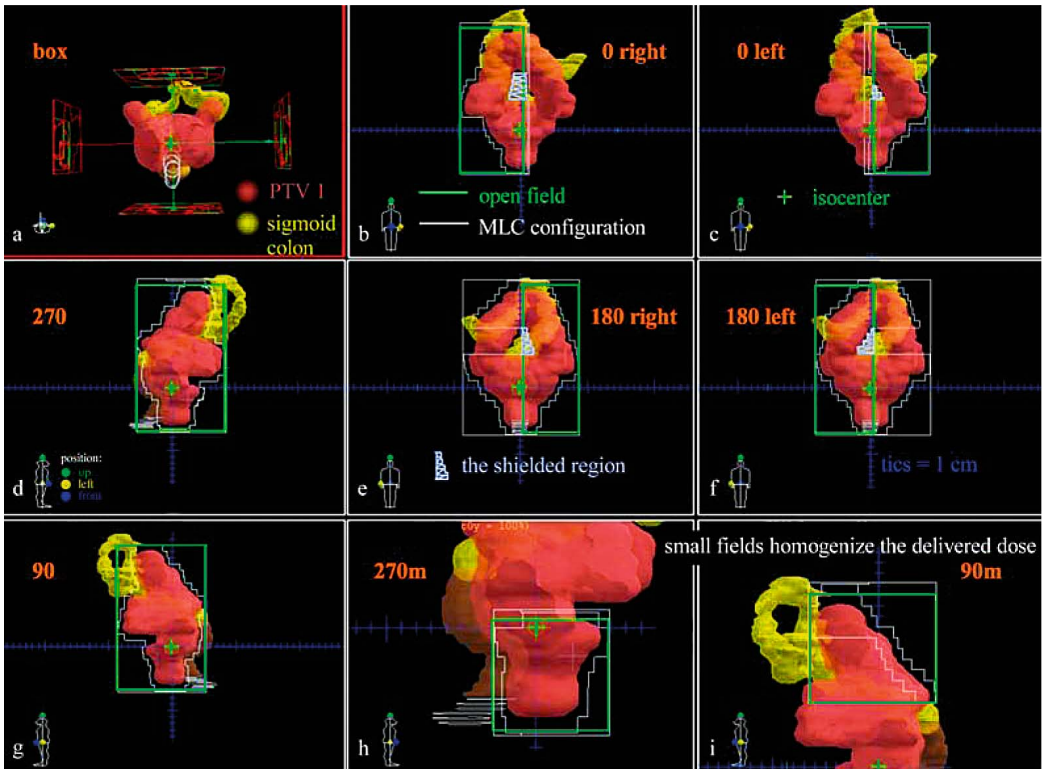 box
PTV 1
sigmoid
colon
a
0 right
open field
MLC configuration
b
0 left
isocenter
c
270
position:
up
left
front
d
180 right
the shielded region
e
180 left
tics = 1 cm
f
90
g
270m
h
small fields homogenize the delivered dose
90m
i